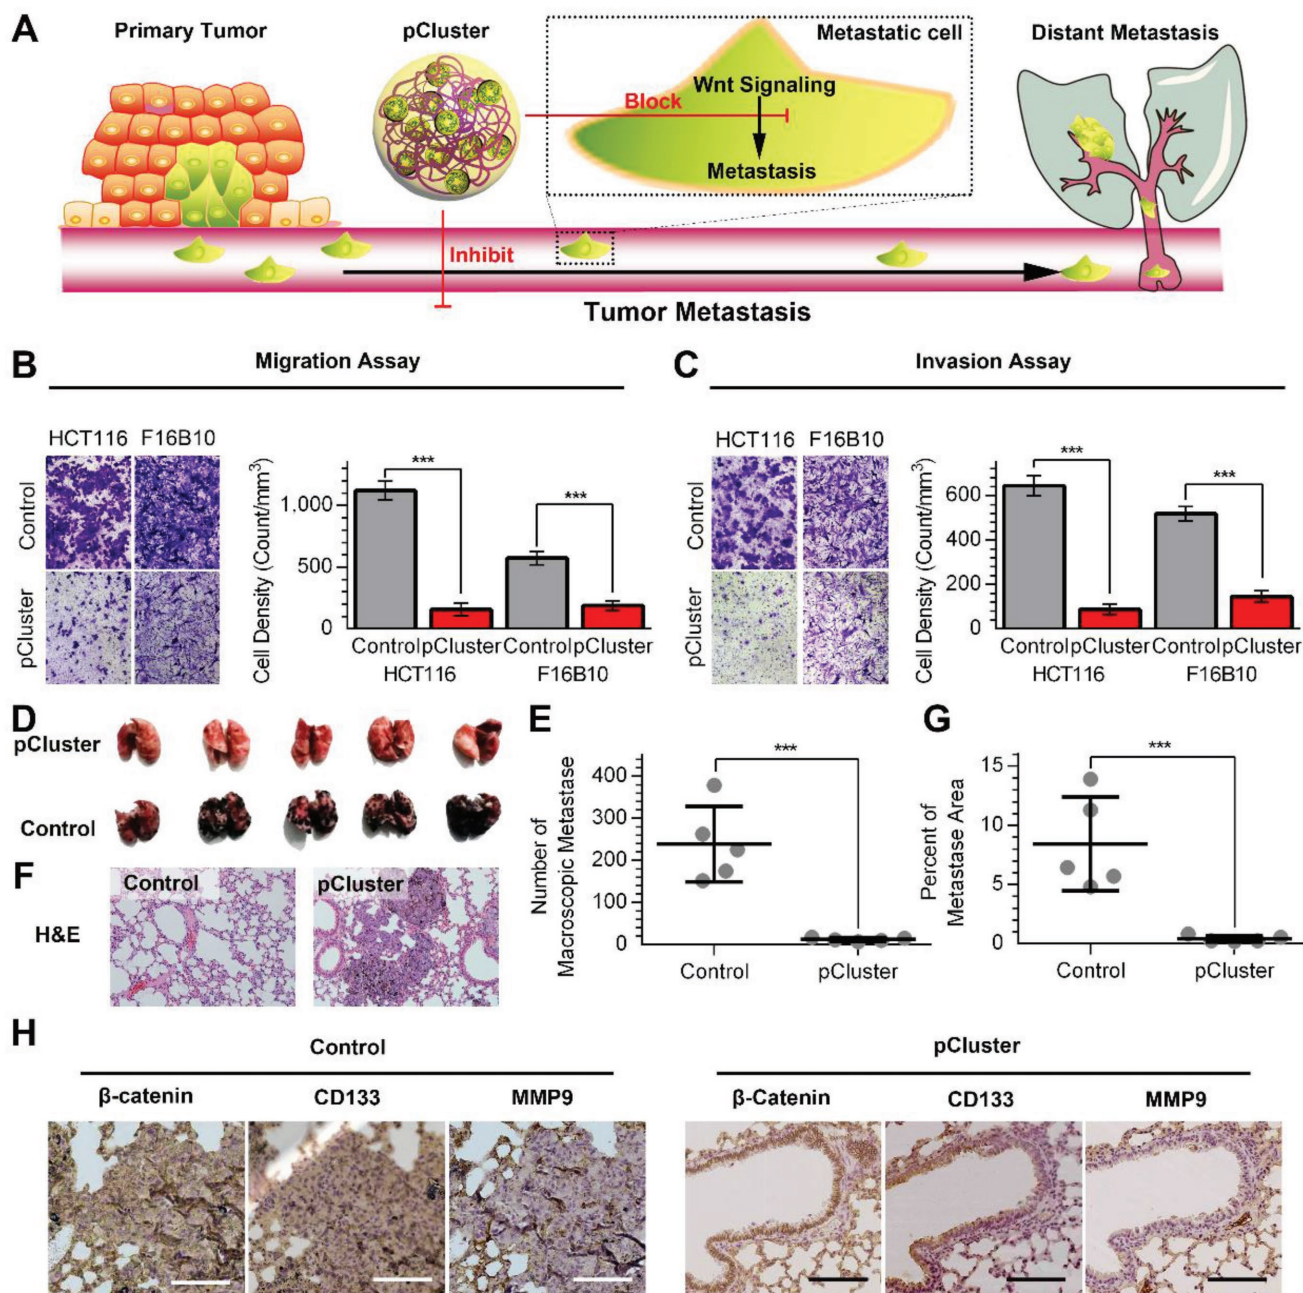 A
Primary Tumor
pCluster
Metastatic cell
Distant Metastasis
Wnt Signaling
Block
Metastasis
Inhibit
Tumor Metastasis
B
Migration Assay
HCT116 F16B10
Control
pCluster
Cell Density (Count/mm³)
1,000
500
0
***
***
Control pCluster Control pCluster
HCT116 F16B10
C
Invasion Assay
HCT116 F16B10
Control
pCluster
Cell Density (Count/mm³)
600
400
200
0
***
***
Control pCluster Control pCluster
HCT116 F16B10
D
pCluster
Control
E
Number of
Macroscopic Metastase
400
300
200
100
0
***
Control pCluster
F
H&E
Control
pCluster
G
Percent of
Metastase Area
15
10
5
0
***
Control pCluster
H
Control
β-catenin CD133 MMP9
pCluster
β-Catenin CD133 MMP9